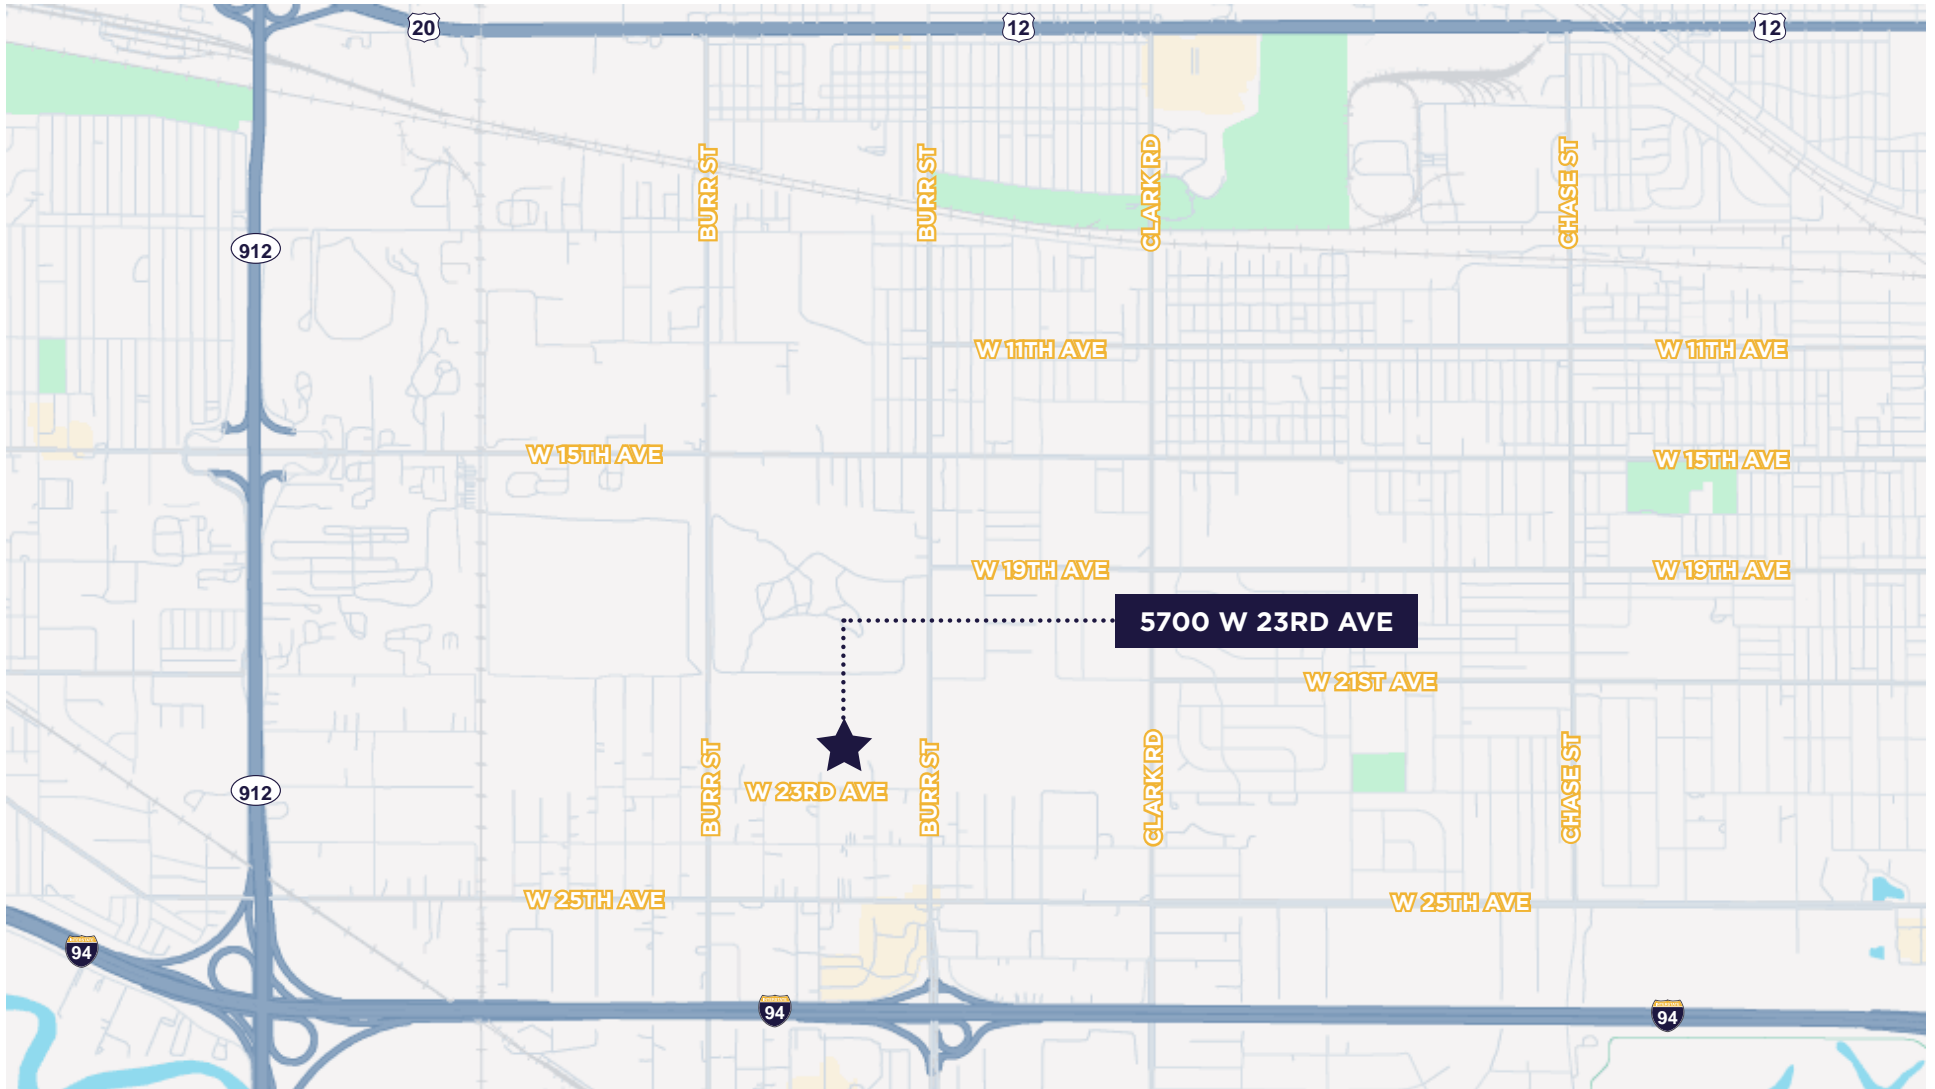 20
12
12
BURR ST
BURR ST
CLARK RD
CHASE ST
912
W 11TH AVE
W 11TH AVE
W 15TH AVE
W 15TH AVE
W 19TH AVE
W 19TH AVE
5700 W 23RD AVE
W 21ST AVE
BURR ST
BURR ST
CLARK RD
CHASE ST
912
W 23RD AVE
W 25TH AVE
W 25TH AVE
94
94
94